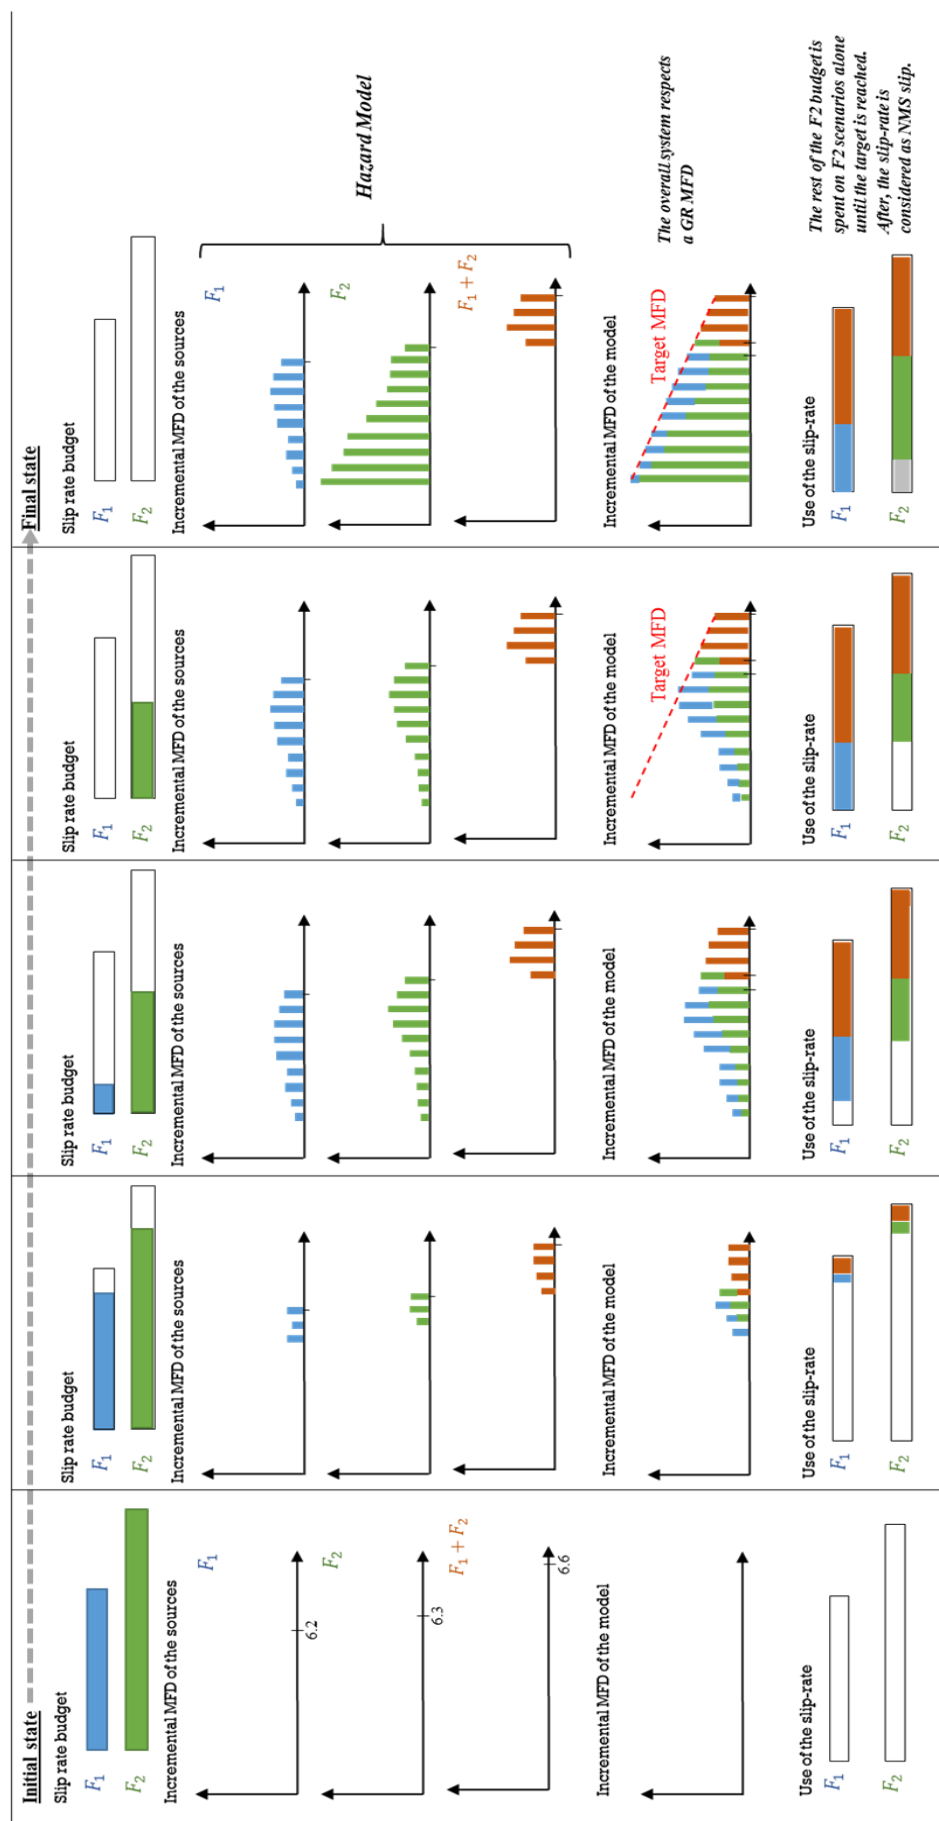 Initial state
Slip rate budget
F₁
F₂
Incremental MFD of the sources
F₁
6.2
F₂
6.3
F₁ + F₂
6.6
Incremental MFD of the model
Use of the slip-rate
F₁
F₂
Slip rate budget
F₁
F₂
Incremental MFD of the sources
Incremental MFD of the model
Use of the slip-rate
F₁
F₂
Slip rate budget
F₁
F₂
Incremental MFD of the sources
Incremental MFD of the model
Use of the slip-rate
F₁
F₂
Slip rate budget
F₁
F₂
Incremental MFD of the sources
Incremental MFD of the model
Target MFD
Use of the slip-rate
F₁
F₂
Final state
Slip rate budget
F₁
F₂
Incremental MFD of the sources
F₁
F₂
F₁ + F₂
Hazard Model
Incremental MFD of the model
Target MFD
The overall system respects
a GR MFD
Use of the slip-rate
F₁
F₂
The rest of the F2 budget is
spent on F2 scenarios alone
until the target is reached.
After, the slip-rate is
considered as NMS slip.